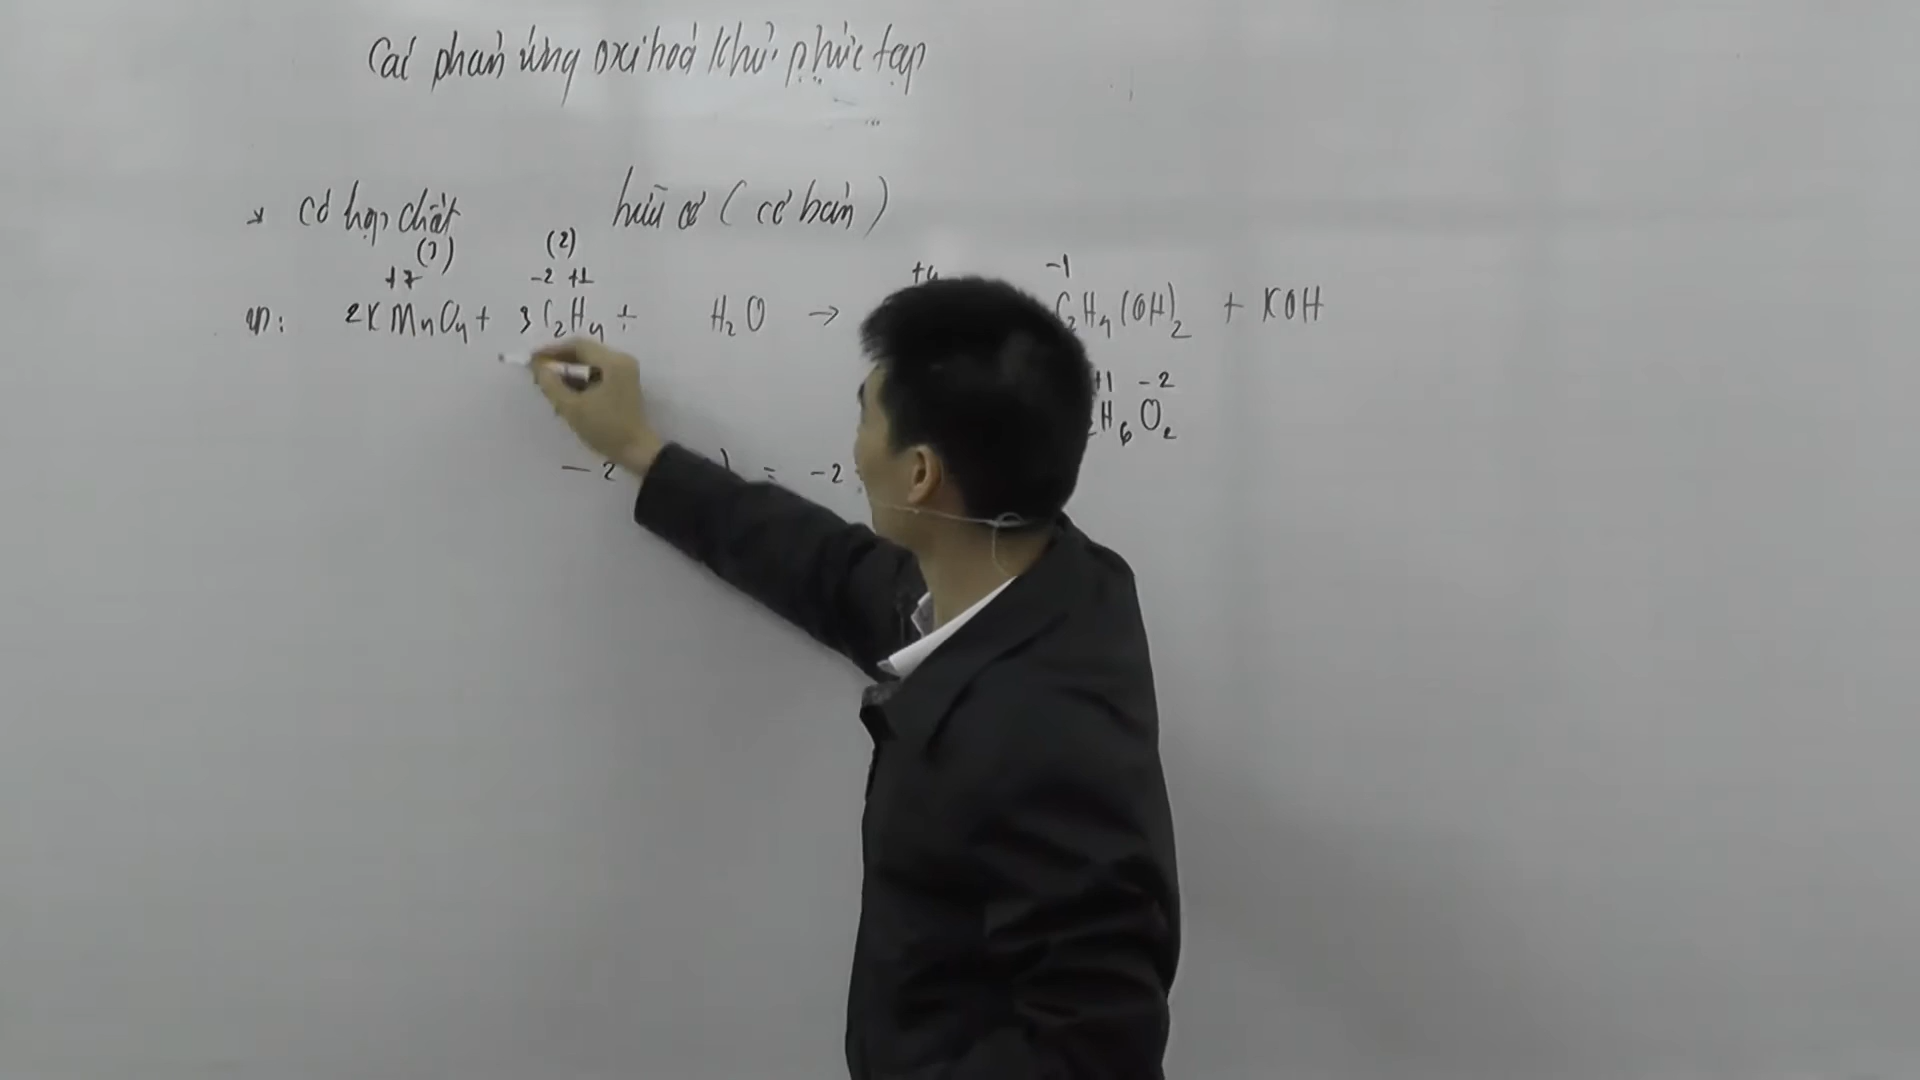 Các phản ứng oxi hoá khử phức tạp
* Có hợp chất hữu cơ (cơ bản)
(1) (2)
+7 -2 +1 +4 -1
VD: 2KMnO4 + 3C2H4 + H2O → C2H4(OH)2 + KOH
+1 -2
H6O2
-2 ) = -2